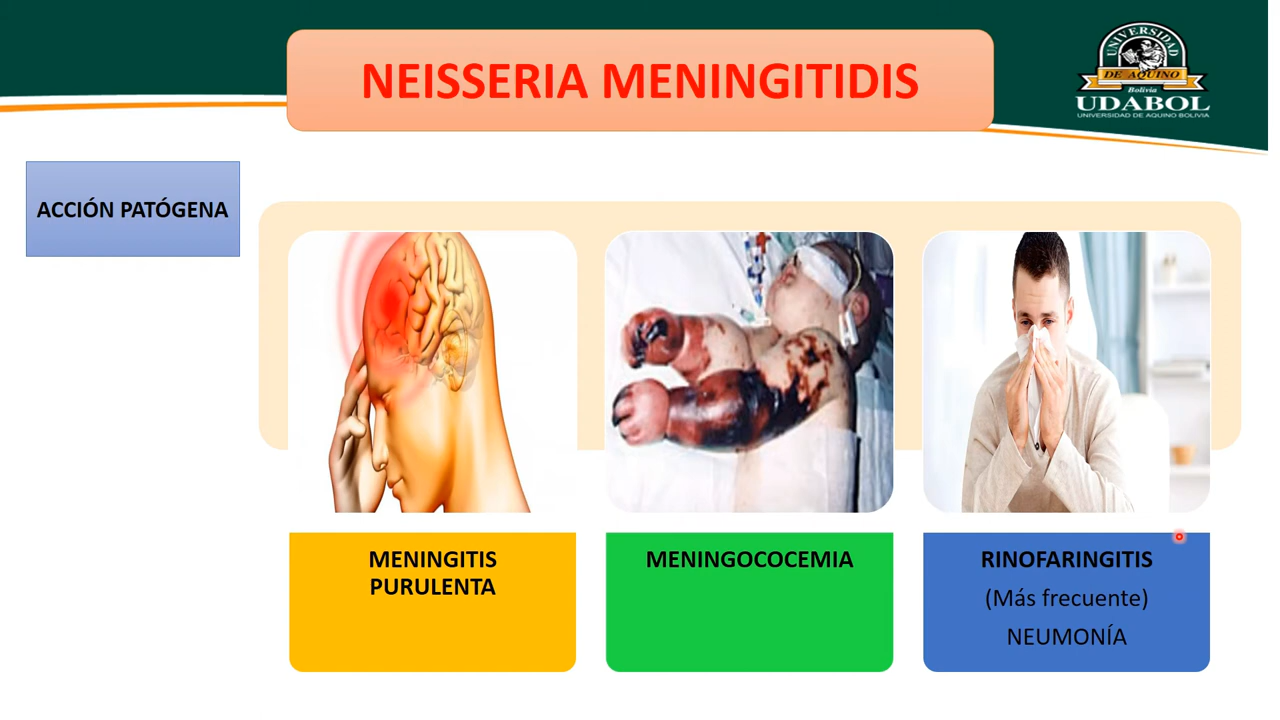 NEISSERIA MENINGITIDIS
UNIVERSIDAD
DE AQUINO
Bolivia
UDABOL
UNIVERSIDAD DE AQUINO BOLIVIA
ACCIÓN PATÓGENA
MENINGITIS
PURULENTA
MENINGOCOCEMIA
RINOFARINGITIS
(Más frecuente)
NEUMONÍA